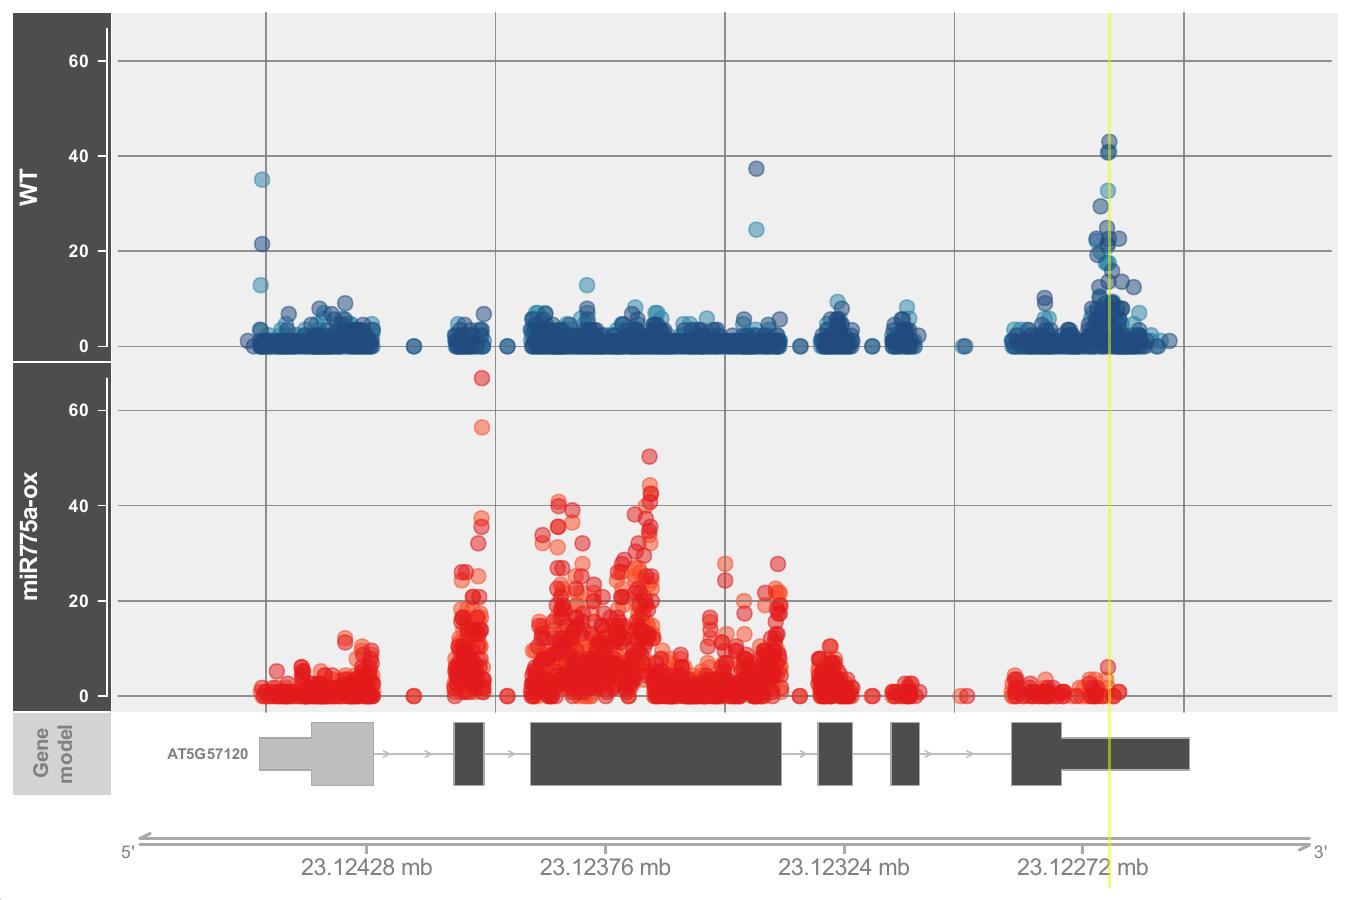 WT
60
40
20
0
miR775a-ox
60
40
20
0
Gene
model
AT5G57120
5'
3'
23.12428 mb
23.12376 mb
23.12324 mb
23.12272 mb